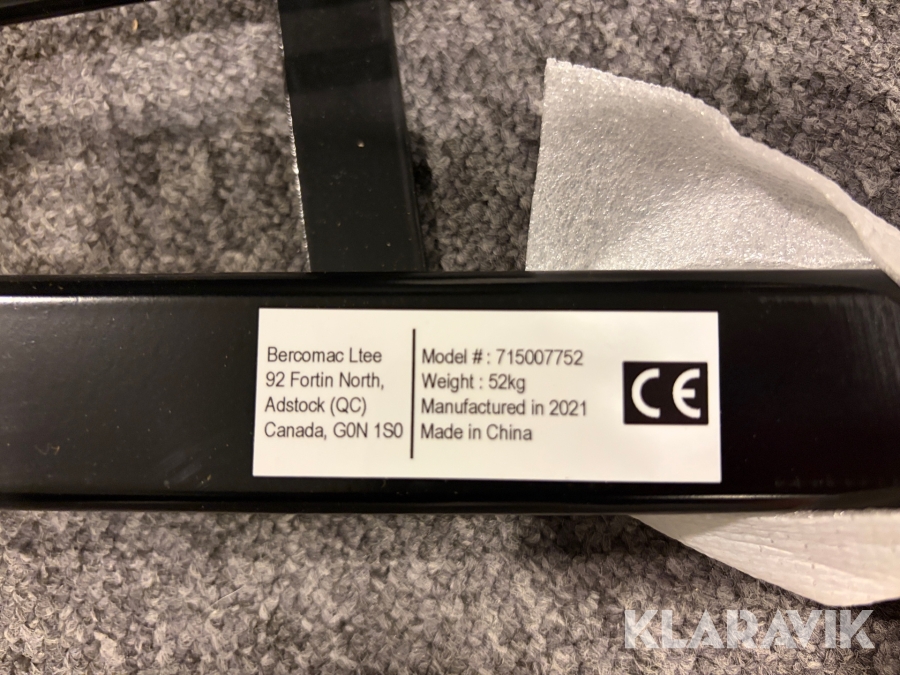 Bercomac Ltee
92 Fortin North,
Adstock (QC)
Canada, G0N 1S0
Model # : 715007752
Weight : 52kg
Manufactured in 2021
Made in China
CE
KLARAVIK